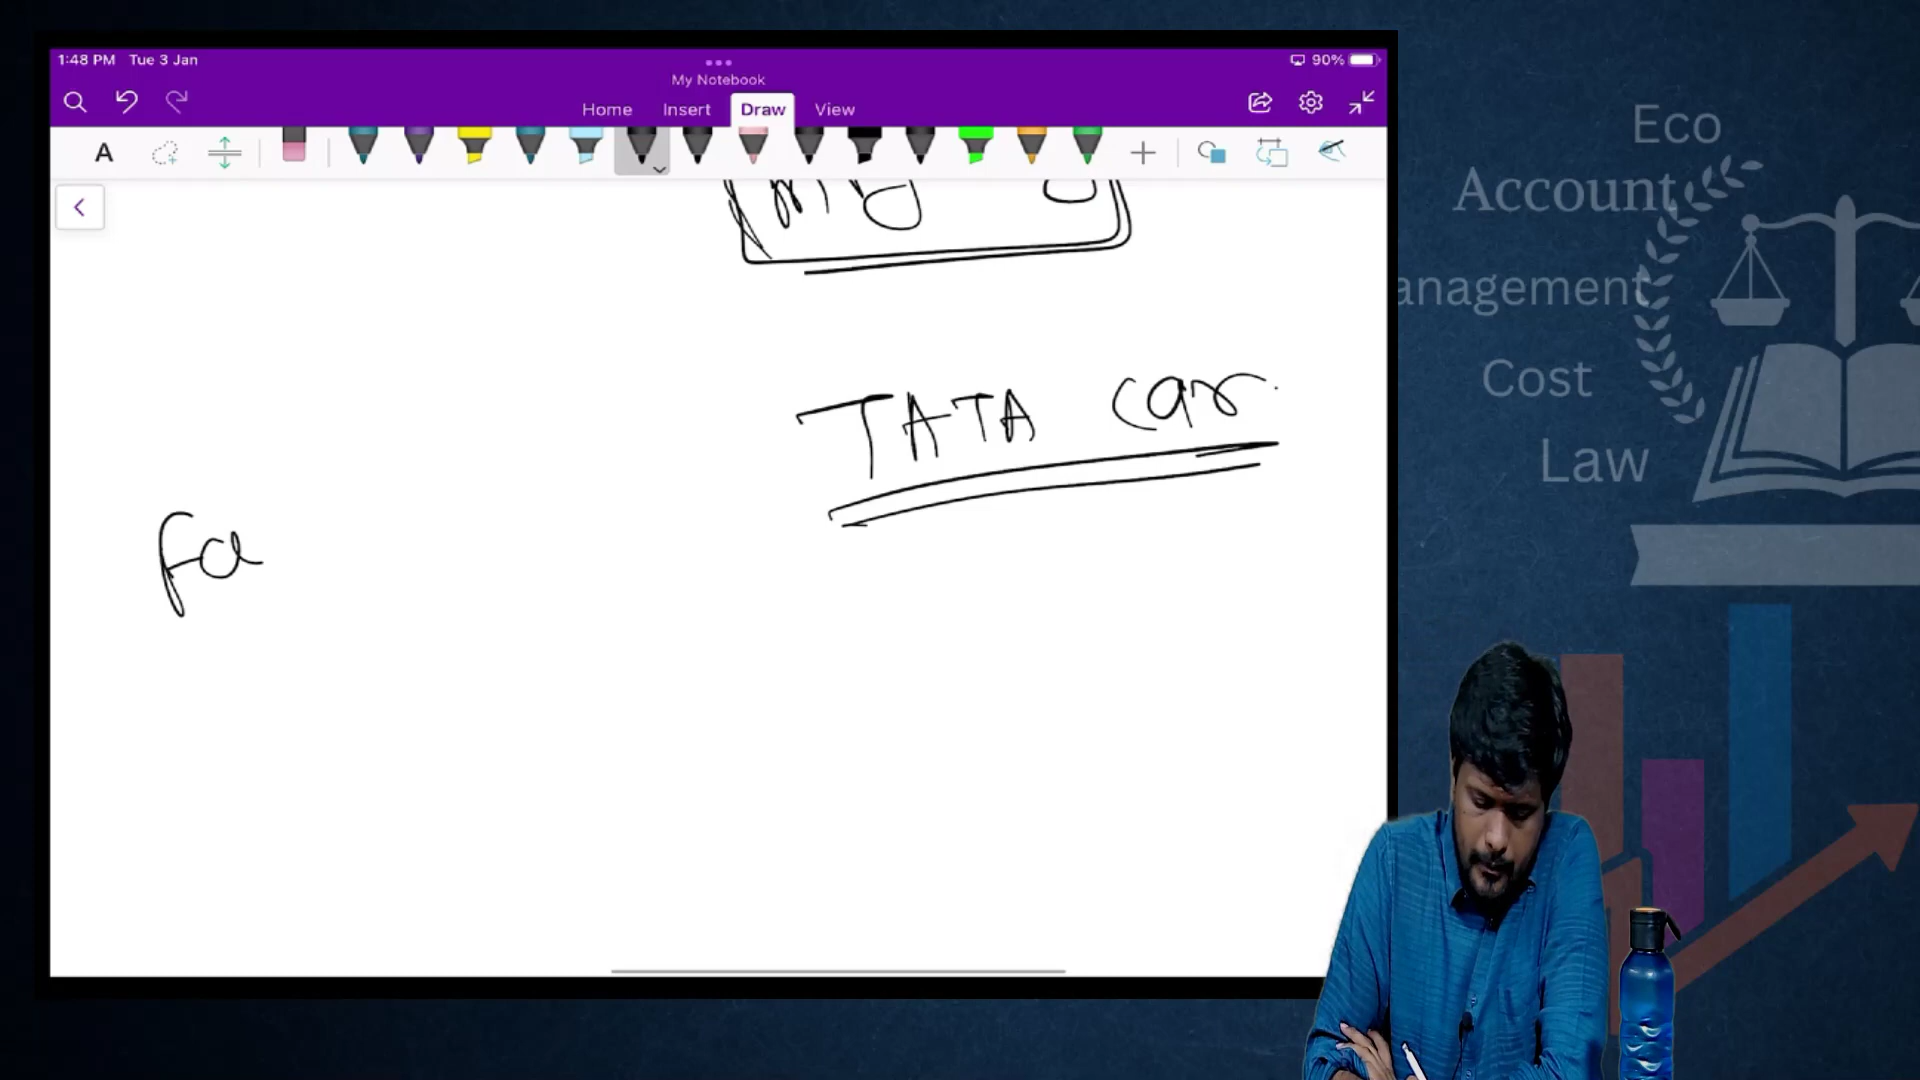 1:48 PM Tue 3 Jan
90%
My Notebook
Home Insert Draw View
A
TATA Car.
Fa
Eco
Account
anagement
Cost
Law